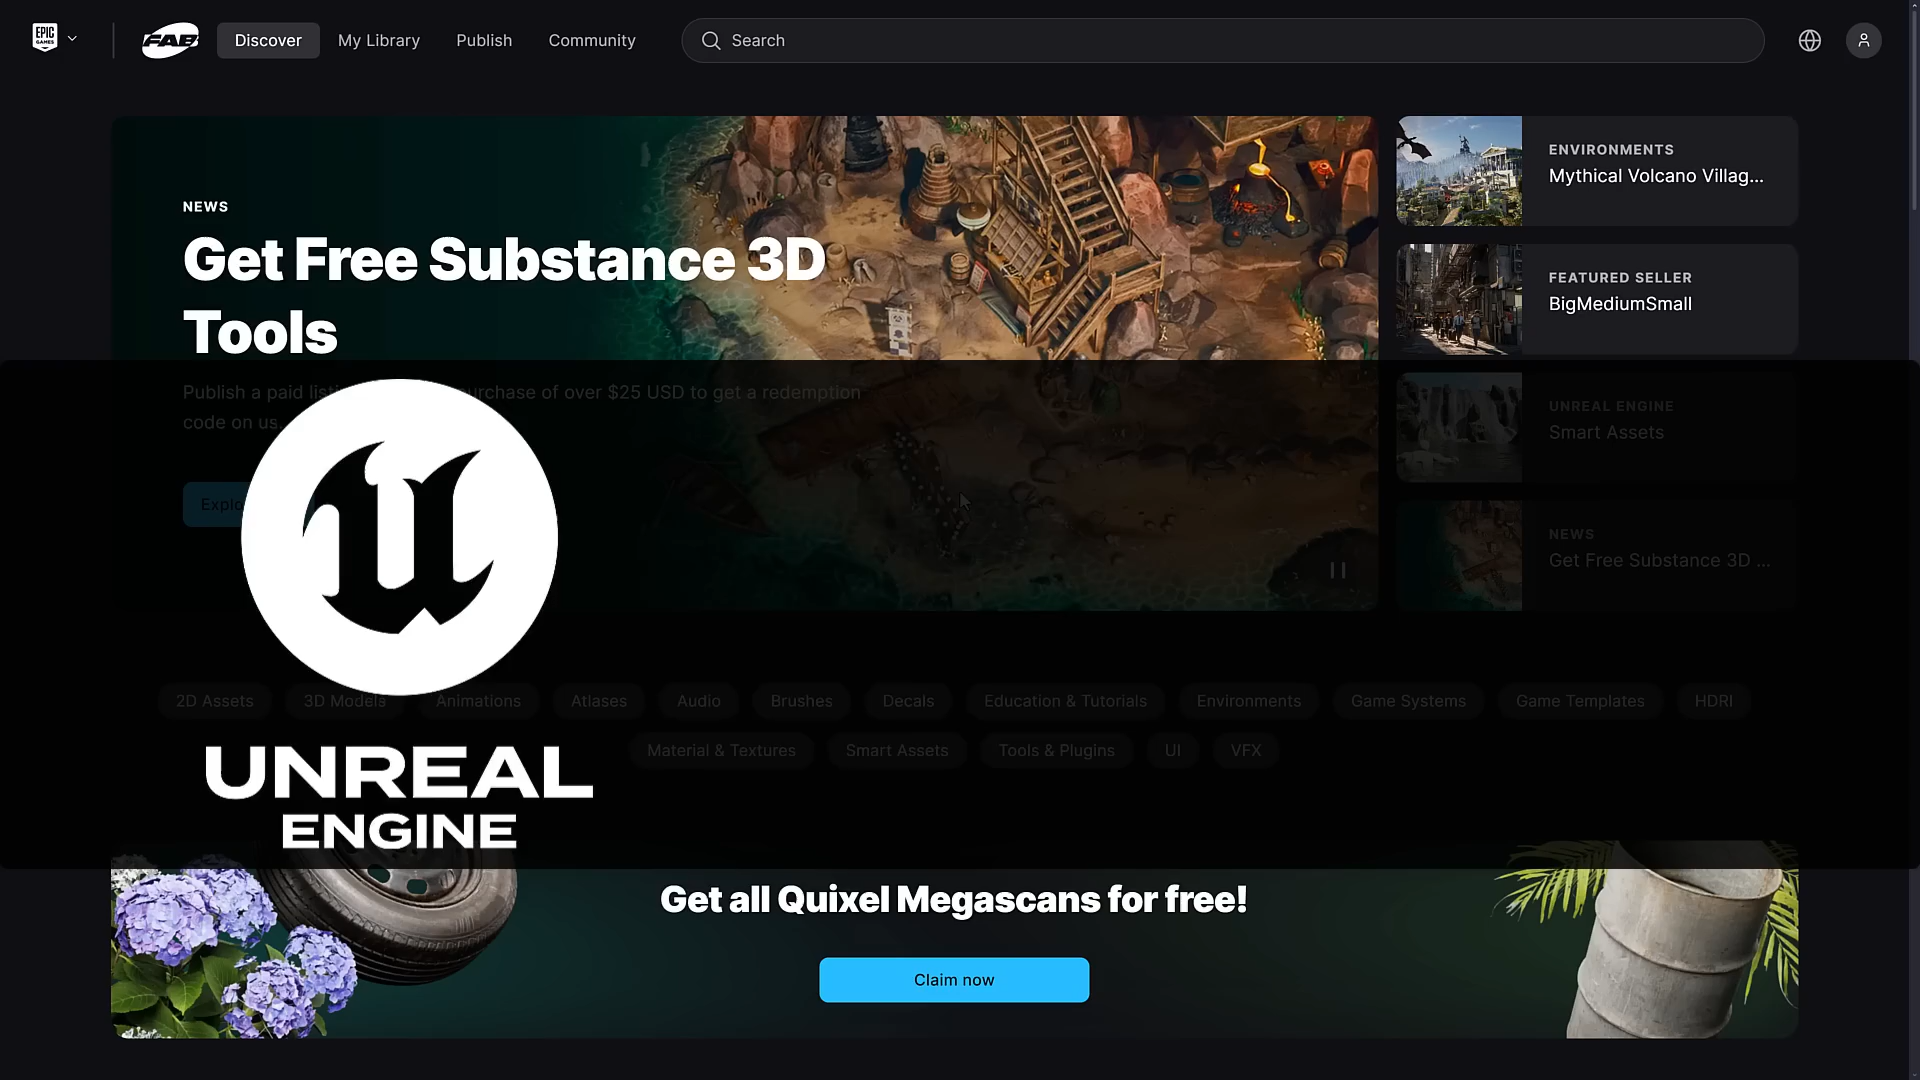 EPIC
GAMES
FAB
Discover
My Library
Publish
Community
Search
NEWS
Get Free Substance 3D
Tools
Publish a paid list
urchase of over $25 USD to get a redemption
code on us.
Explo
ENVIRONMENTS
Mythical Volcano Villag...
FEATURED SELLER
BigMediumSmall
UNREAL ENGINE
Smart Assets
NEWS
Get Free Substance 3D ...
UNREAL
ENGINE
2D Assets
3D Models
Animations
Atlases
Audio
Brushes
Decals
Education & Tutorials
Environments
Game Systems
Game Templates
HDRI
Material & Textures
Smart Assets
Tools & Plugins
UI
VFX
Get all Quixel Megascans for free!
Claim now